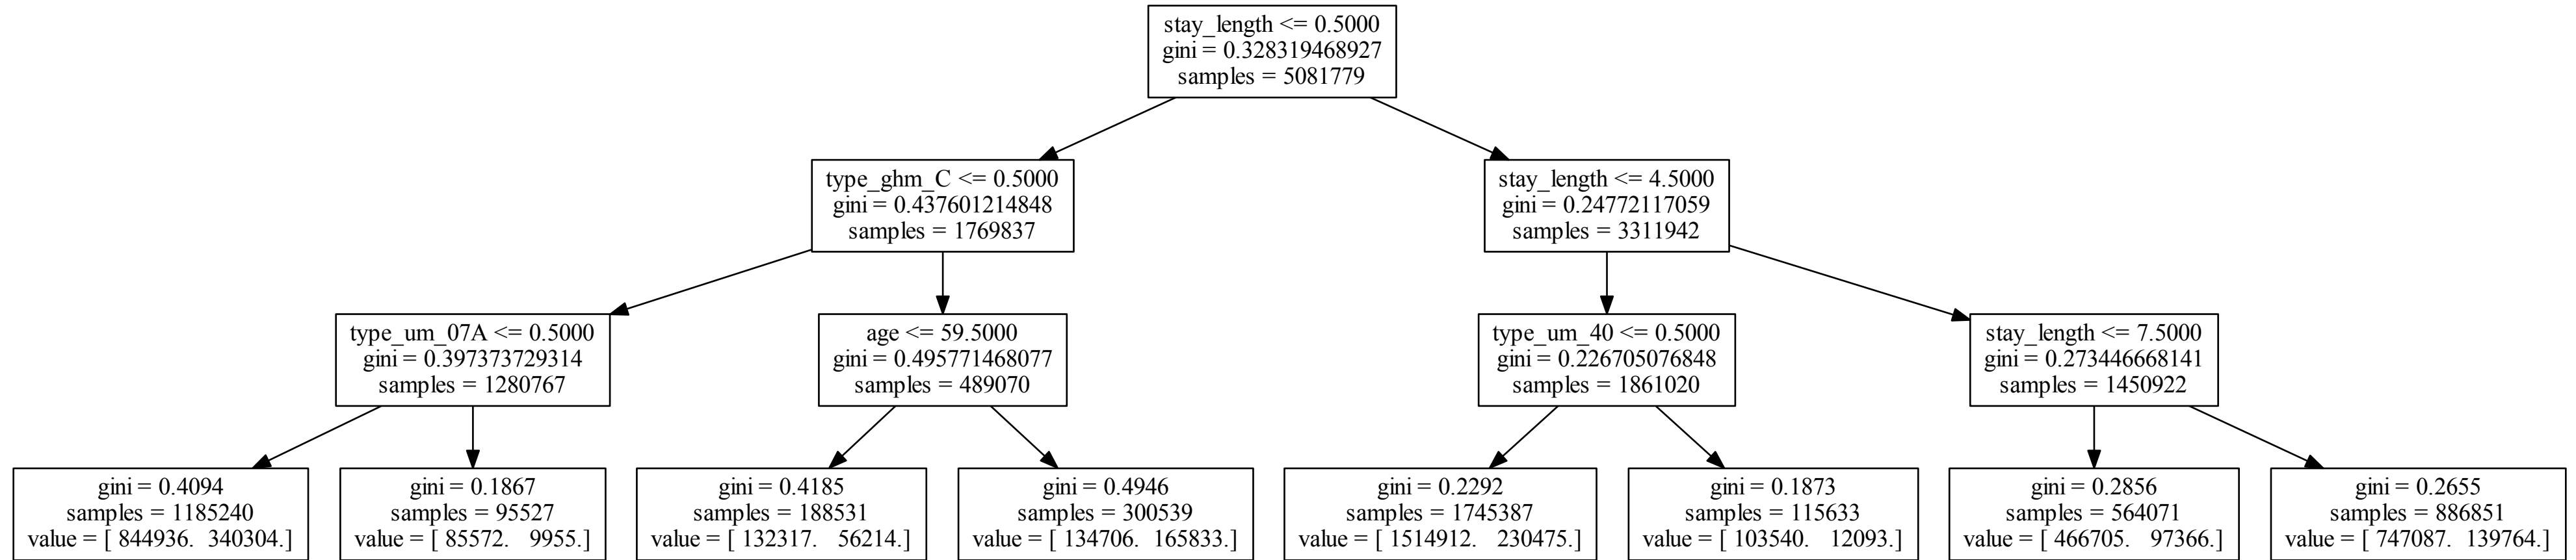 stay_length <= 0.5000
gini = 0.328319468927
samples = 5081779
type_ghm_C <= 0.5000
gini = 0.437601214848
samples = 1769837
stay_length <= 4.5000
gini = 0.24772117059
samples = 3311942
type_um_07A <= 0.5000
gini = 0.397373729314
samples = 1280767
age <= 59.5000
gini = 0.495771468077
samples = 489070
type_um_40 <= 0.5000
gini = 0.226705076848
samples = 1861020
stay_length <= 7.5000
gini = 0.273446668141
samples = 1450922
gini = 0.4094
samples = 1185240
value = [ 844936.  340304.]
gini = 0.1867
samples = 95527
value = [ 85572.   9955.]
gini = 0.4185
samples = 188531
value = [ 132317.   56214.]
gini = 0.4946
samples = 300539
value = [ 134706.  165833.]
gini = 0.2292
samples = 1745387
value = [ 1514912.   230475.]
gini = 0.1873
samples = 115633
value = [ 103540.   12093.]
gini = 0.2856
samples = 564071
value = [ 466705.   97366.]
gini = 0.2655
samples = 886851
value = [ 747087.  139764.]